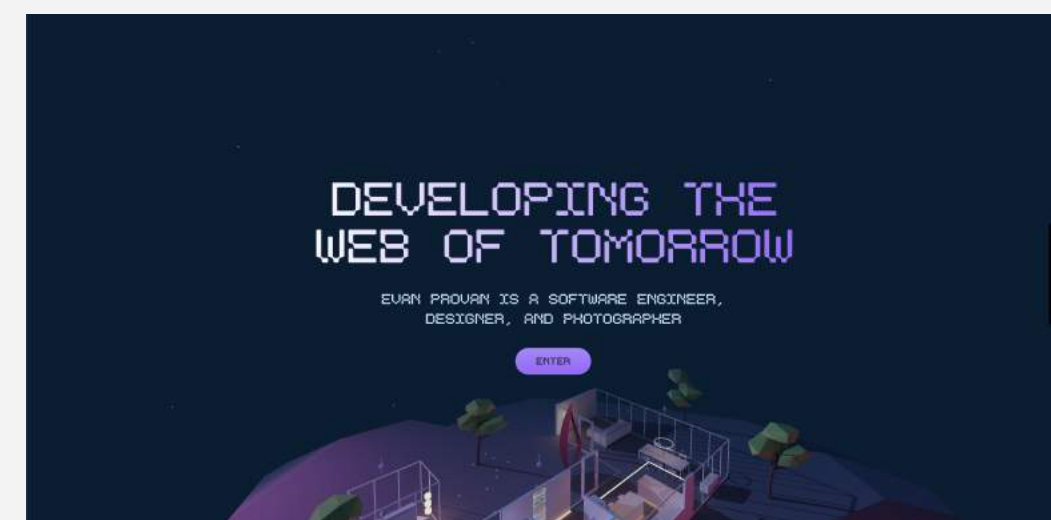 DEVELOPING THE
WEB OF TOMORROW
EVAN PROVAN IS A SOFTWARE ENGINEER,
DESIGNER, AND PHOTOGRAPHER
ENTER